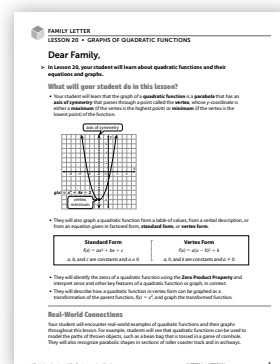 FAMILY LETTER
LESSON 20 • GRAPHS OF QUADRATIC FUNCTIONS
Dear Family,
➤ In Lesson 20, your student will learn about quadratic functions and their
equations and graphs.
What will your student do in this lesson?
• Your student will learn that the graph of a quadratic function is a parabola that has an
axis of symmetry that passes through a point called the vertex, whose y-coordinate is
either a maximum (if the vertex is the highest point) or minimum (if the vertex is the
lowest point) of the function.
axis of symmetry
vertex:
minimum
• They will also graph a quadratic function from a table of values, from a verbal description, or
from an equation given in factored form, standard form, or vertex form.
Standard Form
f(x) = ax² + bx + c
a, b, and c are constants and a ≠ 0
Vertex Form
f(x) = a(x − h)² + k
a, h, and k are constants and a ≠ 0
• They will identify the zeros of a quadratic function using the Zero Product Property and
interpret zeros and other key features of a quadratic function or graph, in context.
• They will describe how a quadratic function in vertex form can be graphed as a
transformation of the parent function, f(x) = x², and graph the transformed function.
Real-World Connections
Your student will encounter real-world examples of quadratic functions and their graphs
throughout this lesson. For example, students will see that quadratic functions can be used to
model the paths of thrown objects, such as a bean bag that is tossed in a game of cornhole.
They will also recognize parabolic shapes in sections of roller coaster track and in archways.